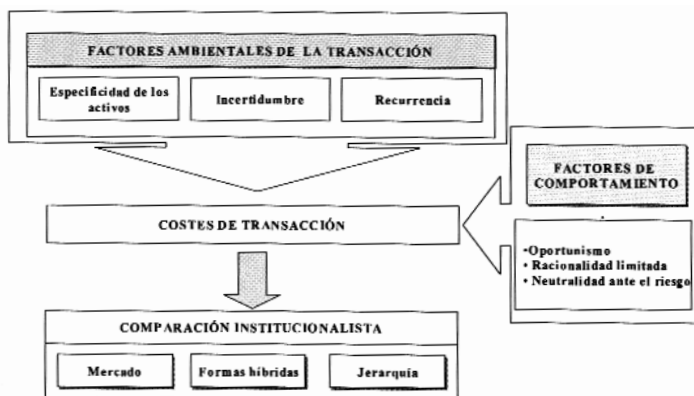 FACTORES AMBIENTALES DE LA TRANSACCIÓN
Especificidad de los
activos
Incertidumbre
Recurrencia
FACTORES DE
COMPORTAMIENTO
•Oportunismo
• Racionalidad limitada
• Neutralidad ante el riesgo
COSTES DE TRANSACCIÓN
COMPARACIÓN INSTITUCIONALISTA
Mercado
Formas híbridas
Jerarquía